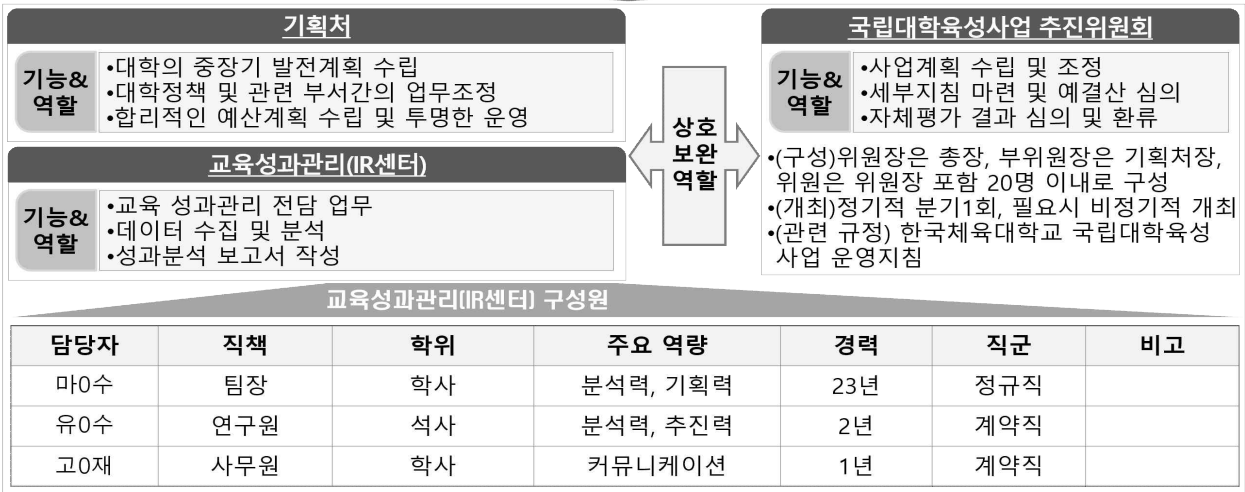 기획처
기능&
역할
•대학의 중장기 발전계획 수립
•대학정책 및 관련 부서간의 업무조정
•합리적인 예산계획 수립 및 투명한 운영
교육성과관리(IR센터)
기능&
역할
•교육 성과관리 전담 업무
•데이터 수집 및 분석
•성과분석 보고서 작성
상호
보완
역할
국립대학육성사업 추진위원회
기능&
역할
•사업계획 수립 및 조정
•세부지침 마련 및 예결산 심의
•자체평가 결과 심의 및 환류
•(구성)위원장은 총장, 부위원장은 기획처장,
위원은 위원장 포함 20명 이내로 구성
•(개최)정기적 분기1회, 필요시 비정기적 개최
•(관련 규정) 한국체육대학교 국립대학육성
사업 운영지침
교육성과관리(IR센터) 구성원
담당자 직책 학위 주요 역량 경력 직군 비고
마0수 팀장 학사 분석력, 기획력 23년 정규직
유0수 연구원 석사 분석력, 추진력 2년 계약직
고0재 사무원 학사 커뮤니케이션 1년 계약직